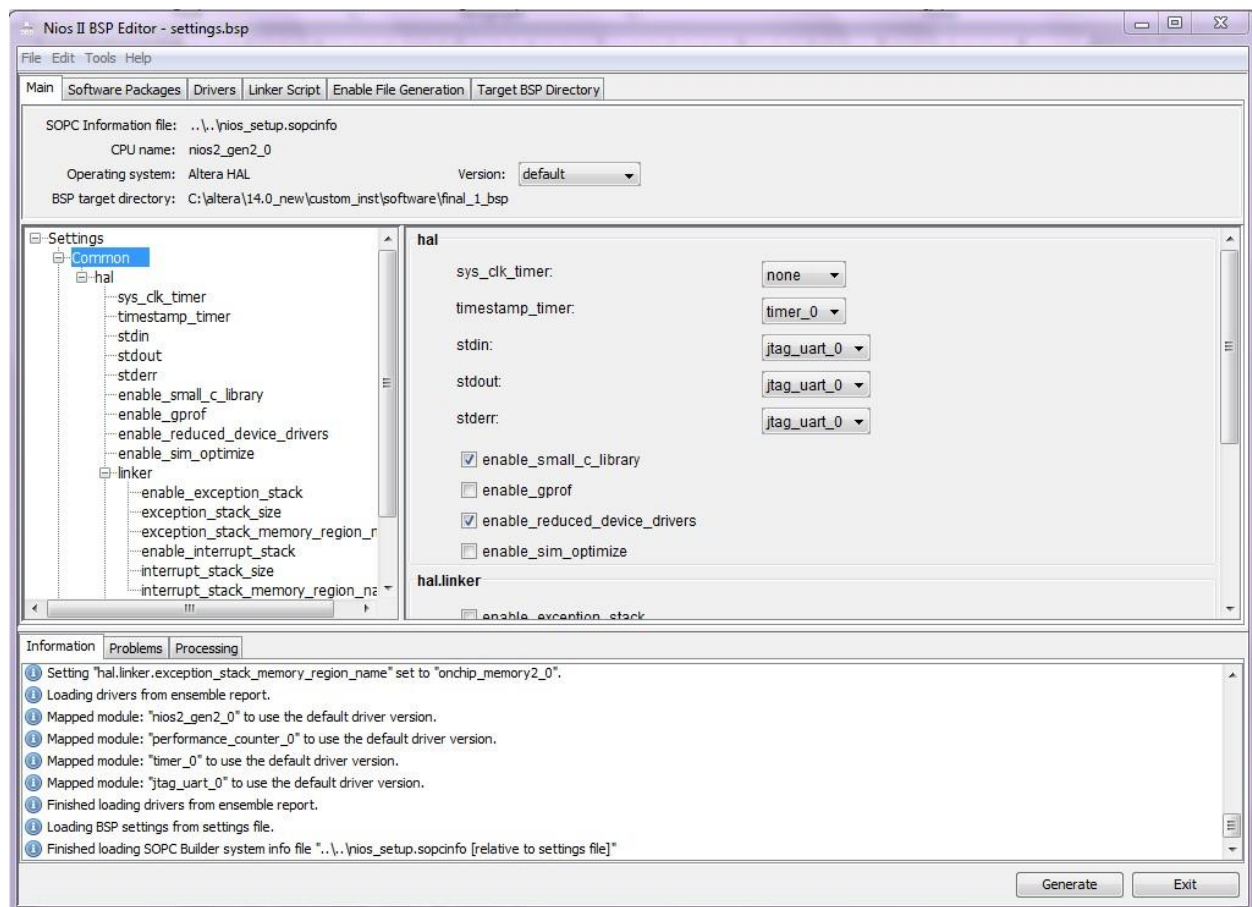 Nios II BSP Editor - settings.bsp
File Edit Tools Help
Main Software Packages Drivers Linker Script Enable File Generation Target BSP Directory
SOPC Information file: ..\..\nios_setup.sopcinfo
CPU name: nios2_gen2_0
Operating system: Altera HAL Version: default
BSP target directory: C:\altera\14.0_new\custom_inst\software\final_1_bsp
Settings
Common
hal
sys_clk_timer
timestamp_timer
stdin
stdout
stderr
enable_small_c_library
enable_gprof
enable_reduced_device_drivers
enable_sim_optimize
linker
enable_exception_stack
exception_stack_size
exception_stack_memory_region_n
enable_interrupt_stack
interrupt_stack_size
interrupt_stack_memory_region_na
hal
sys_clk_timer: none
timestamp_timer: timer_0
stdin: jtag_uart_0
stdout: jtag_uart_0
stderr: jtag_uart_0
enable_small_c_library
enable_gprof
enable_reduced_device_drivers
enable_sim_optimize
hal.linker
enable_exception_stack
Information Problems Processing
Setting "hal.linker.exception_stack_memory_region_name" set to "onchip_memory2_0".
Loading drivers from ensemble report.
Mapped module: "nios2_gen2_0" to use the default driver version.
Mapped module: "performance_counter_0" to use the default driver version.
Mapped module: "timer_0" to use the default driver version.
Mapped module: "jtag_uart_0" to use the default driver version.
Finished loading drivers from ensemble report.
Loading BSP settings from settings file.
Finished loading SOPC Builder system info file "..\..\nios_setup.sopcinfo [relative to settings file]"
Generate Exit